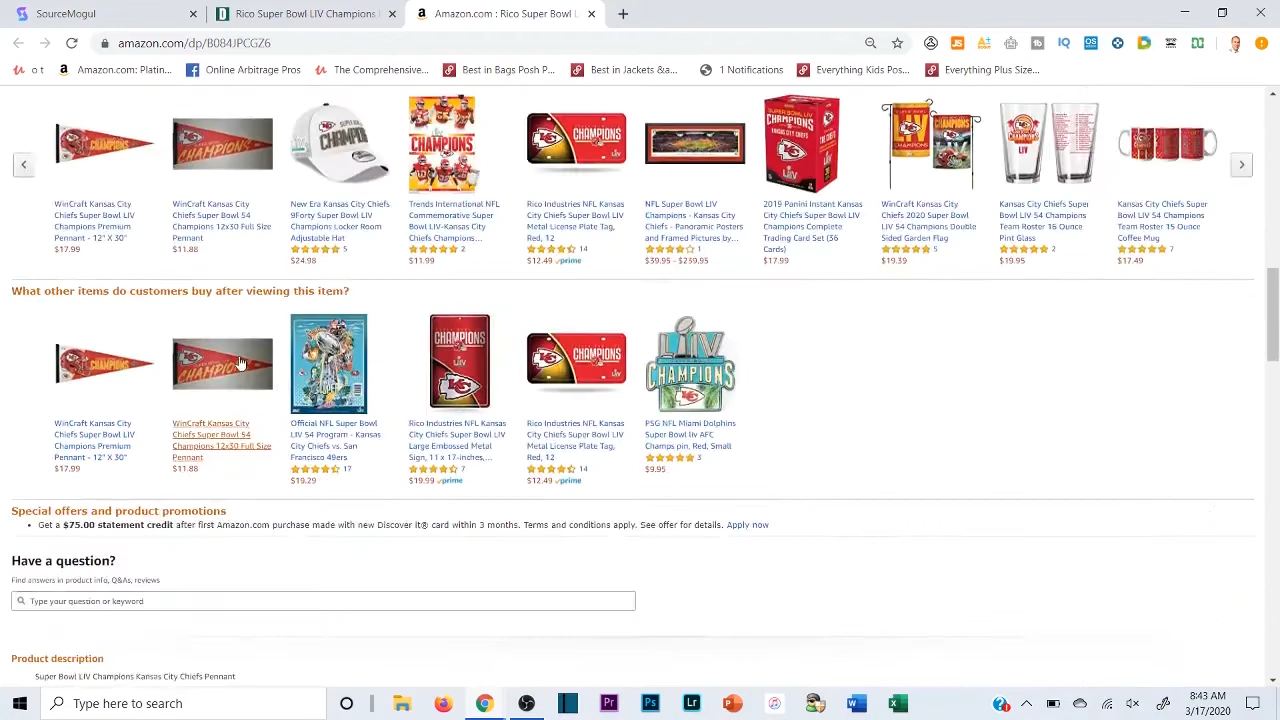 SourceMogul
Rico Super Bowl LIV Champions
Amazon.com : Rico Super Bowl L
amazon.com/dp/B084JPCGZ6
o t
Amazon.com: Platin...
Online Arbitrage Pros
The Comprehensive...
Best in Bags Posh P...
Best in Jackets &a...
1 Notifications
Everything Kids Pos...
Everything Plus Size...
WinCraft Kansas City
Chiefs Super Bowl LIV
Champions Premium
Pennant - 12" X 30"
$17.99
WinCraft Kansas City
Chiefs Super Bowl 54
Champions 12x30 Full Size
Pennant
$11.88
New Era Kansas City Chiefs
9Forty Super Bowl LIV
Champions Locker Room
Adjustable Hat
5
$24.98
Trends International NFL
Commemorative Super
Bowl LIV-Kansas City
Chiefs Champions...
2
$11.99
Rico Industries NFL Kansas
City Chiefs Super Bowl LIV
Metal License Plate Tag,
Red, 12
14
$12.49 prime
NFL Super Bowl LIV
Champions - Kansas City
Chiefs - Panoramic Posters
and Framed Pictures by...
1
$39.95 - $239.95
2019 Panini Instant Kansas
City Chiefs Super Bowl LIV
Champions Complete
Trading Card Set (36
Cards)
$17.99
WinCraft Kansas City
Chiefs 2020 Super Bowl
LIV 54 Champions Double
Sided Garden Flag
5
$19.39
Kansas City Chiefs Super
Bowl LIV 54 Champions
Team Roster 16 Ounce
Pint Glass
2
$19.95
Kansas City Chiefs Super
Bowl LIV 54 Champions
Team Roster 15 Ounce
Coffee Mug
7
$17.49
What other items do customers buy after viewing this item?
WinCraft Kansas City
Chiefs Super Bowl LIV
Champions Premium
Pennant - 12" X 30"
$17.99
WinCraft Kansas City
Chiefs Super Bowl 54
Champions 12x30 Full Size
Pennant
$11.88
Official NFL Super Bowl
LIV 54 Program - Kansas
City Chiefs vs. San
Francisco 49ers
17
$19.29
Rico Industries NFL Kansas
City Chiefs Super Bowl LIV
Large Embossed Metal
Sign, 11 x 17-inches,...
7
$19.99 prime
Rico Industries NFL Kansas
City Chiefs Super Bowl LIV
Metal License Plate Tag,
Red, 12
14
$12.49 prime
LIV
CHAMPIONS
PSG NFL Miami Dolphins
Super Bowl liv AFC
Champs pin, Red, Small
3
$9.95
Special offers and product promotions
• Get a $75.00 statement credit after first Amazon.com purchase made with new Discover it® card within 3 months. Terms and conditions apply. See offer for details. Apply now
Have a question?
Find answers in product info, Q&As, reviews
Type your question or keyword
Product description
Super Bowl LIV Champions Kansas City Chiefs Pennant
Type here to search
8:43 AM
3/17/2020